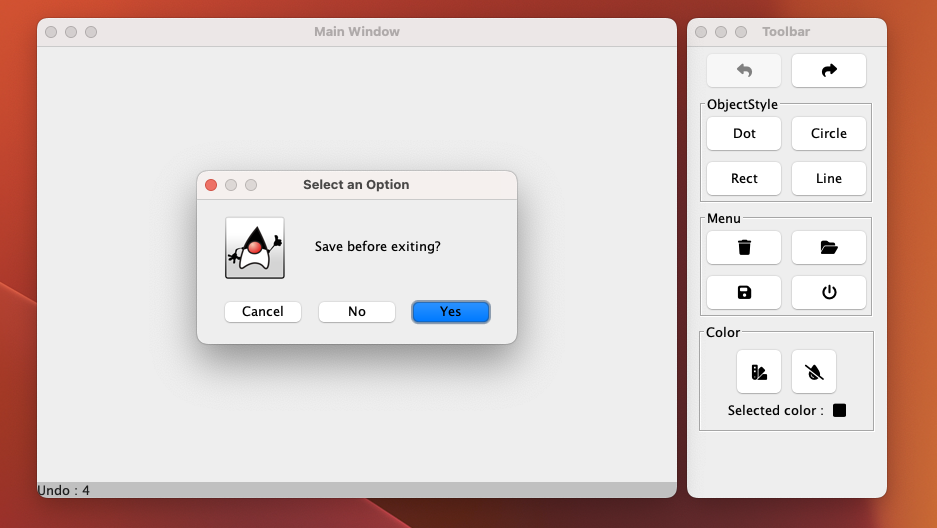 Main Window
Toolbar
ObjectStyle
Dot
Circle
Rect
Line
Menu
Color
Selected color :
Select an Option
Save before exiting?
Cancel
No
Yes
Undo : 4